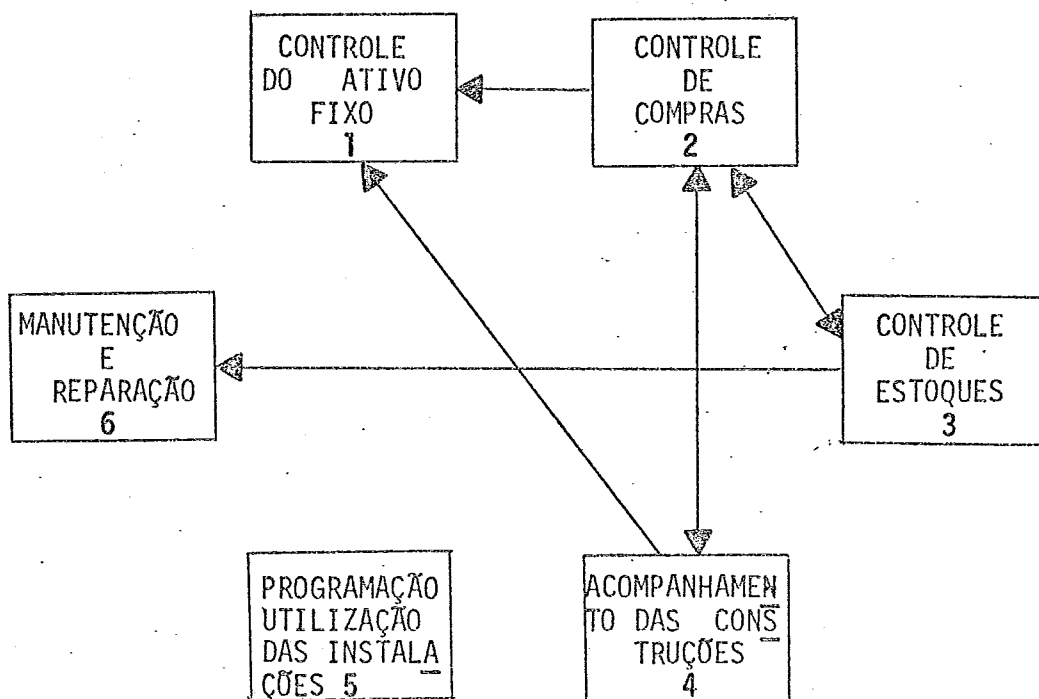 CONTROLE
DO ATIVO
FIXO
1
CONTROLE
DE
COMPRAS
2
MANUTENÇÃO
E
REPARAÇÃO
6
CONTROLE
DE
ESTOQUES
3
PROGRAMAÇÃO
UTILIZAÇÃO
DAS INSTALA
ÇÕES 5
ACOMPANHAMEN
TO DAS CONS
TRUÇÕES
4